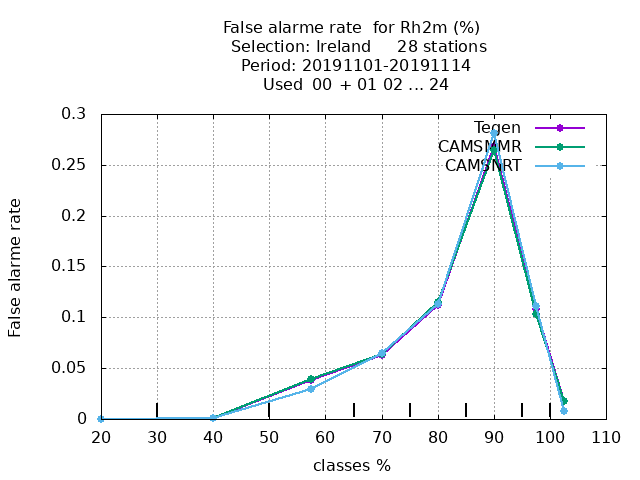 False alarme rate  for Rh2m (%)
Selection: Ireland     28 stations
Period: 20191101-20191114
Used  00 + 01 02 ... 24
0.3
0.25
0.2
0.15
0.1
0.05
0
False alarme rate
Tegen
CAMSNMR
CAMSNRT
20 30 40 50 60 70 80 90 100 110
classes %